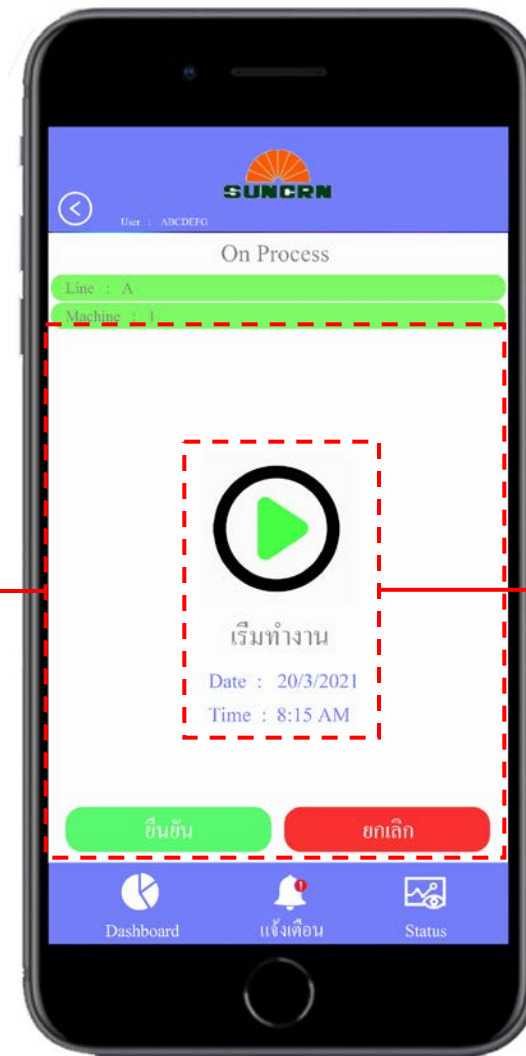 SUNCRN
User : ABCDEFG
On Process
Line : A
Machine : 1
เริ่มทำงาน
Date : 20/3/2021
Time : 8:15 AM
ยืนยัน ยกเลิก
Dashboard แจ้งเตือน Status